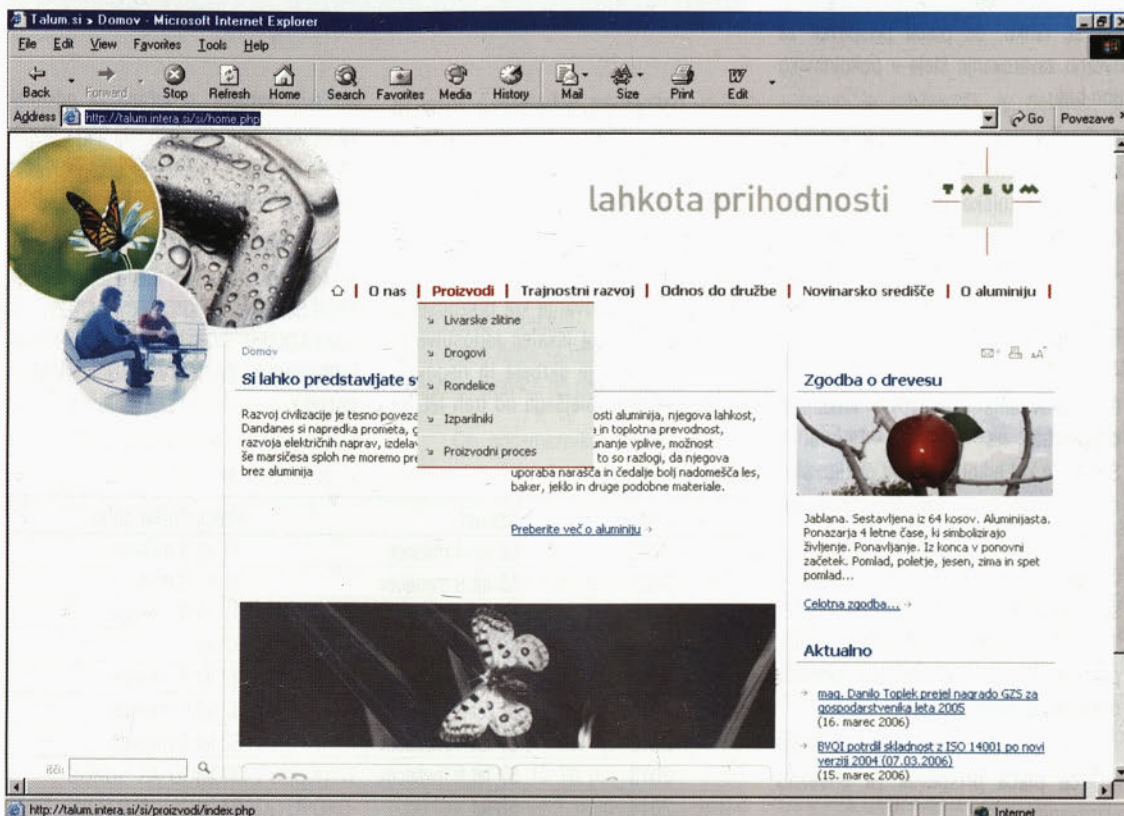 Talum.si » Domov - Microsoft Internet Explorer
File Edit View Favorites Tools Help
Back Forward Stop Refresh Home Search Favorites Media History Mail Size Print Edit
Address http://talum.intera.si/si/home.php Go Povezave
lahkota prihodnosti
TALUM
O nas | Proizvodi | Trajnostni razvoj | Odnos do družbe | Novinarsko središče | O aluminiju |
Livarske zlitine
Drogovi
Rondelice
Izparilniki
Proizvodni proces
Domov
Si lahko predstavljate
Razvoj civilizacije je tesno
Dandanes si napredka prometa,
razvoja električnih naprav,
še marsičesa sploh ne moremo
brez aluminija
aluminija, njegova lahkost,
in toplotna prevodnost,
vplive, možnost
to so razlogi, da njegova
uporaba narašča in čedalje bolj nadomešča les,
baker, jeklo in druge podobne materiale.
Preberite več o aluminiju
Zgodba o drevesu
Jablana. Sestavljena iz 64 kosov. Aluminijasta.
Ponazarja 4 letne čase, ki simbolizirajo
življenje. Ponavljanje. Iz konca v ponovni
začetek. Pomlad, poletje, jesen, zima in spet
pomlad...
Celotna zgodba...
Aktualno
mag. Danilo Toplek prejel nagrado GZS za
gospodarstvenika leta 2005
(16. marec 2006)
BVQI potrdil skladnost z ISO 14001 po novi
verziji 2004 (07.03.2006)
(15. marec 2006)
išči:
http://talum.intera.si/si/proizvodi/index.php
Internet